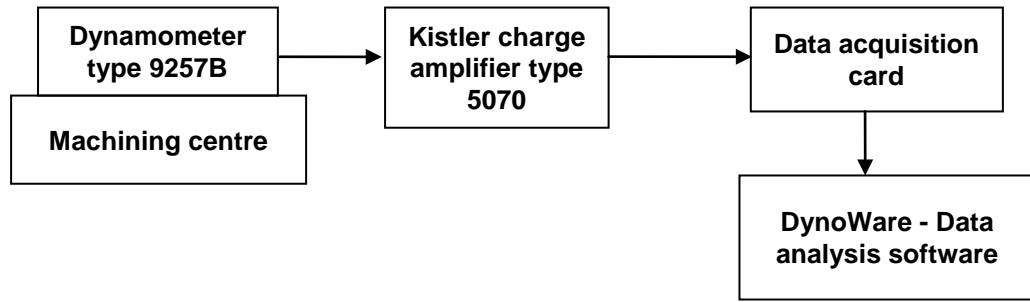 Dynamometer
type 9257B
Machining centre
Kistler charge
amplifier type
5070
Data acquisition
card
DynoWare - Data
analysis software